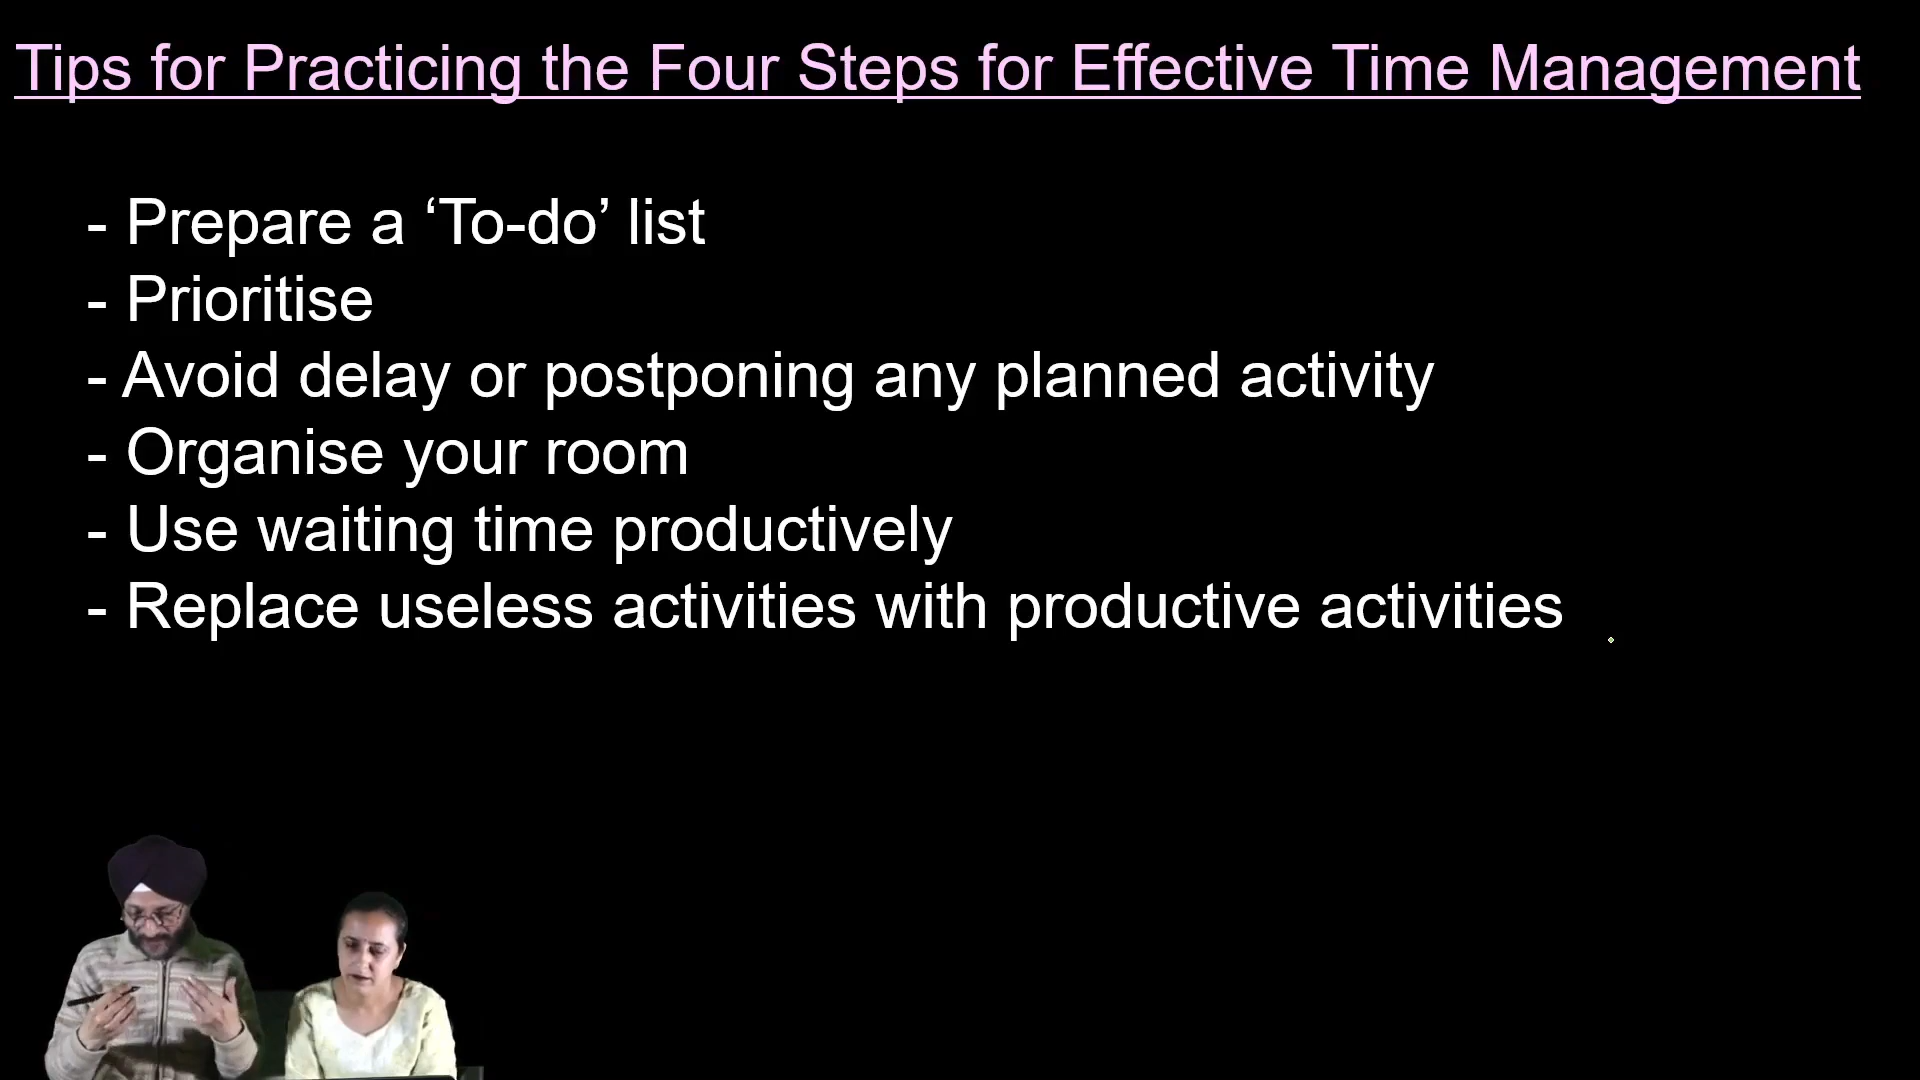 Tips for Practicing the Four Steps for Effective Time Management
- Prepare a ‘To-do’ list
- Prioritise
- Avoid delay or postponing any planned activity
- Organise your room
- Use waiting time productively
- Replace useless activities with productive activities